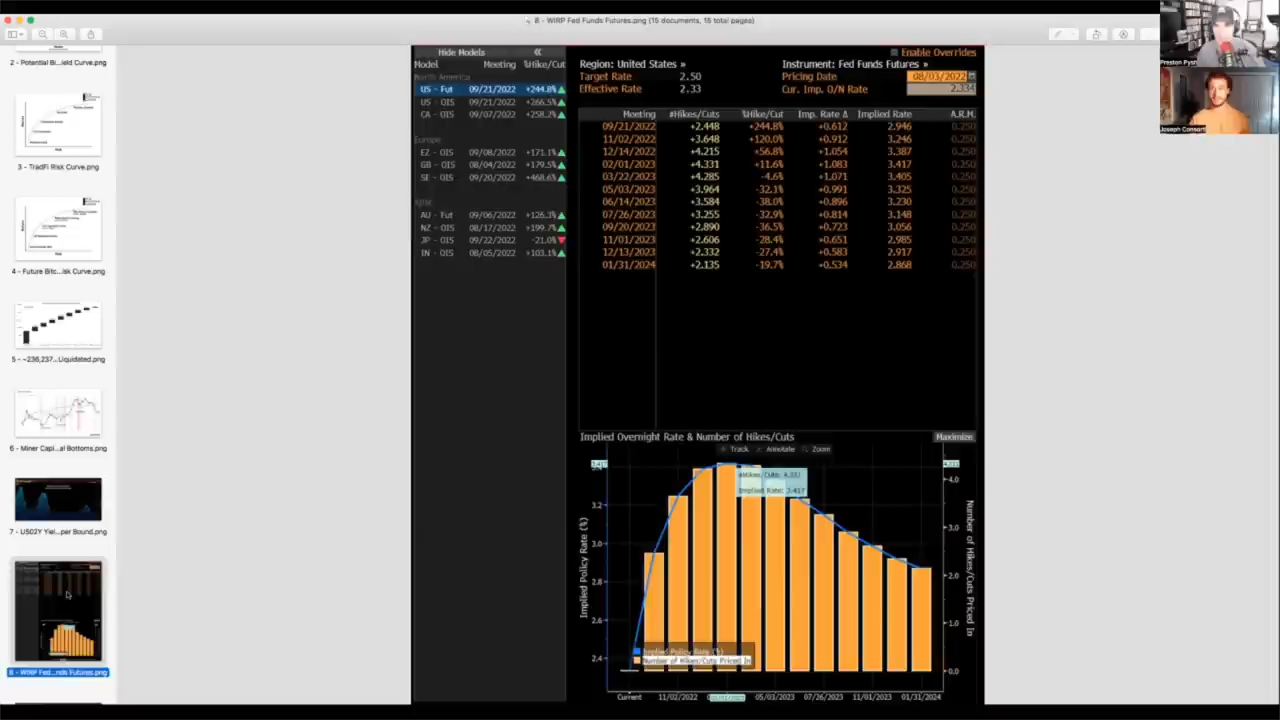 8 - WIRP Fed Funds Futures.png (15 documents, 15 total pages)
2 - Potential Bi...ield Curve.png
3 - TradFi Risk Curve.png
4 - Future Bitc...isk Curve.png
5 - ~236,237...Liquidated.png
6 - Miner Capi...al Bottoms.png
7 - US02Y Yiel...per Bound.png
8 - WIRP Fed...nds Futures.png
Hide Models «
Model Meeting %Hike/Cut
North America
US - Fut 09/21/2022 +244.8%
US - OIS 09/21/2022 +266.5%
CA - OIS 09/07/2022 +258.2%
Europe
EZ - OIS 09/08/2022 +171.1%
GB - OIS 08/04/2022 +179.5%
SE - OIS 09/20/2022 +468.6%
AU - Fut 09/06/2022 +126.3%
NZ - OIS 08/17/2022 +199.7%
JP - OIS 09/22/2022 -21.0%
IN - OIS 08/05/2022 +103.1%
Enable Overrides
Region: United States » Instrument: Fed Funds Futures »
Target Rate 2.50 Pricing Date 08/03/2022
Effective Rate 2.33 Cur. Imp. O/N Rate 2.334
Meeting #Hikes/Cuts %Hike/Cut Imp. Rate Δ Implied Rate A.R.M.
09/21/2022 +2.448 +244.8% +0.612 2.946 0.250
11/02/2022 +3.648 +120.0% +0.912 3.246 0.250
12/14/2022 +4.215 +56.8% +1.054 3.387 0.250
02/01/2023 +4.331 +11.6% +1.083 3.417 0.250
03/22/2023 +4.285 -4.6% +1.071 3.405 0.250
05/03/2023 +3.964 -32.1% +0.991 3.325 0.250
06/14/2023 +3.584 -38.0% +0.896 3.230 0.250
07/26/2023 +3.255 -32.9% +0.814 3.148 0.250
09/20/2023 +2.890 -36.5% +0.723 3.056 0.250
11/01/2023 +2.606 -28.4% +0.651 2.985 0.250
12/13/2023 +2.332 -27.4% +0.583 2.917 0.250
01/31/2024 +2.135 -19.7% +0.534 2.868 0.250
Implied Overnight Rate & Number of Hikes/Cuts Maximize
Track Annotate Zoom
3.417
3.2
3.0
2.8
2.6
2.4
Implied Policy Rate (%)
#Hikes/Cuts: 4.331
Implied Rate: 3.417
Implied Policy Rate (%)
Number of Hikes/Cuts Priced In
4.0
3.0
2.0
1.0
0.0
Number of Hikes/Cuts Priced In
Current 11/02/2022 05/03/2023 07/26/2023 11/01/2023 01/31/2024
Preston Pysh
Joseph Consorti